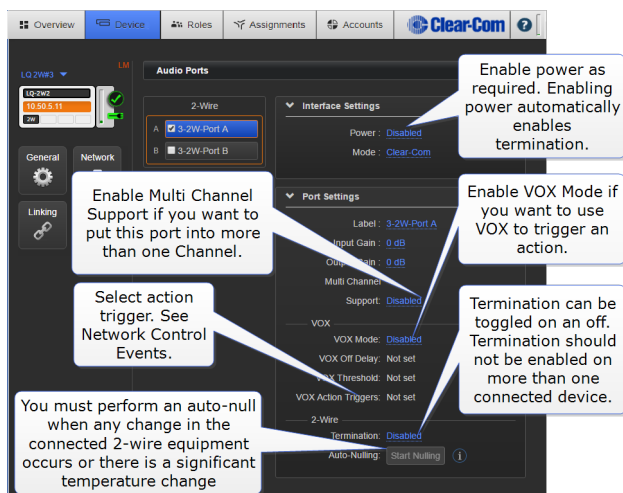 Overview
Device
Roles
Assignments
Accounts
Clear-Com
?
LQ 2W#3
LM
LQ-2W2
10.50.5.11
2W
General
Network
Linking
Audio Ports
2-Wire
A 3-2W-Port A
B 3-2W-Port B
Interface Settings
Power : Disabled
Mode : Clear-Com
Port Settings
Label : 3-2W-Port A
Input Gain : 0 dB
Output Gain : 0 dB
Multi Channel
Support: Disabled
VOX
VOX Mode: Disabled
VOX Off Delay: Not set
VOX Threshold: Not set
VOX Action Triggers: Not set
2-Wire
Termination: Disabled
Auto-Nulling: Start Nulling i
Enable power as
required. Enabling
power automatically
enables
termination.
Enable Multi Channel
Support if you want to
put this port into more
than one Channel.
Enable VOX Mode if
you want to use
VOX to trigger an
action.
Select action
trigger. See
Network Control
Events.
Termination can be
toggled on an off.
Termination should
not be enabled on
more than one
connected device.
You must perform an auto-null
when any change in the
connected 2-wire equipment
occurs or there is a significant
temperature change